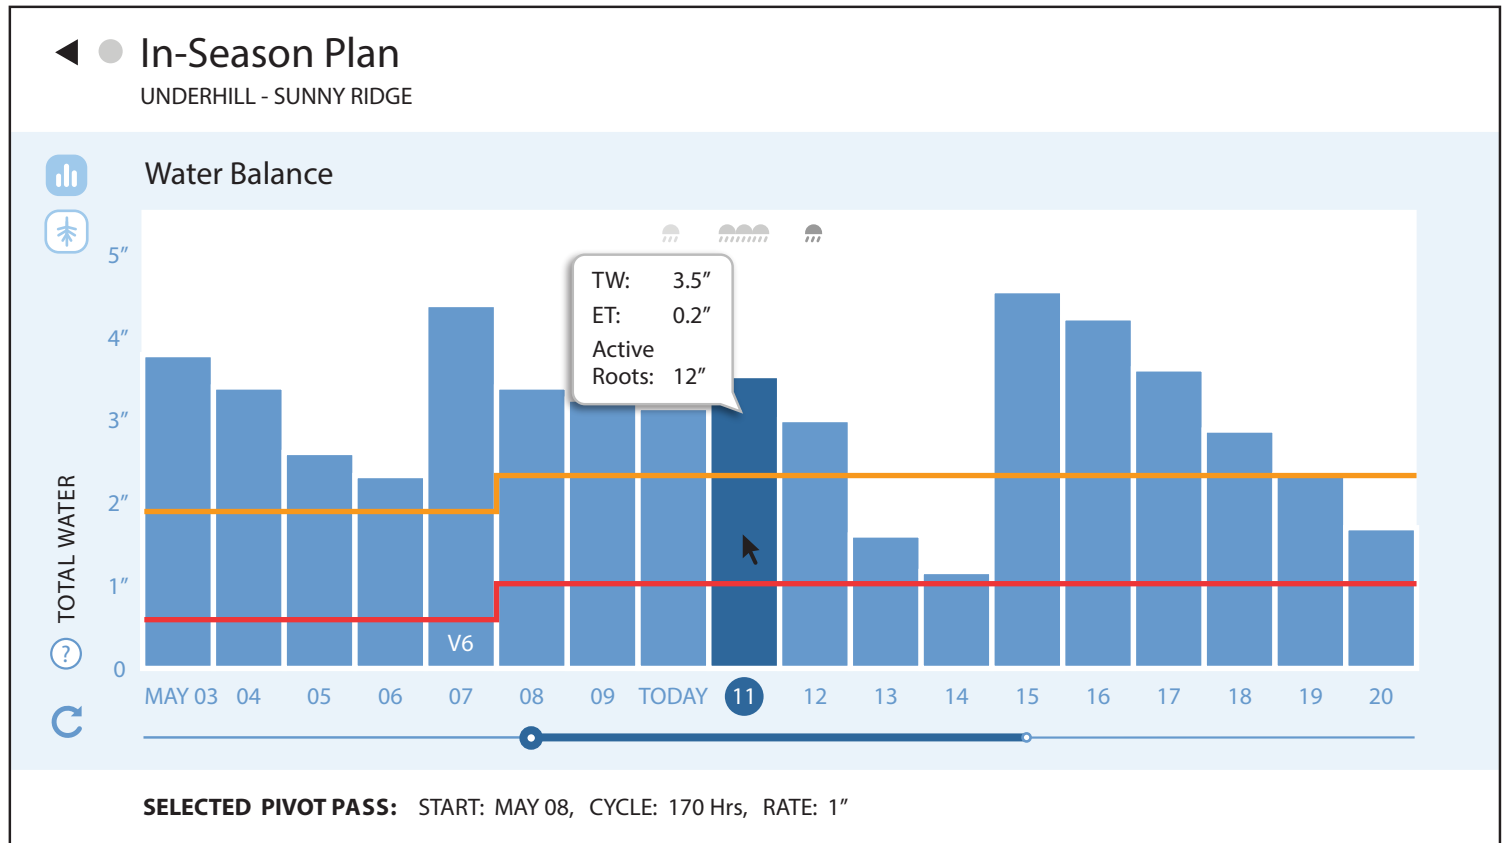 In-Season Plan
UNDERHILL - SUNNY RIDGE
Water Balance
5″
4″
3″
2″
1″
0
TOTAL WATER
?
TW: 3.5″
ET: 0.2″
Active
Roots: 12″
V6
MAY 03 04 05 06 07 08 09 TODAY 11 12 13 14 15 16 17 18 19 20
SELECTED PIVOT PASS: START: MAY 08, CYCLE: 170 Hrs, RATE: 1″